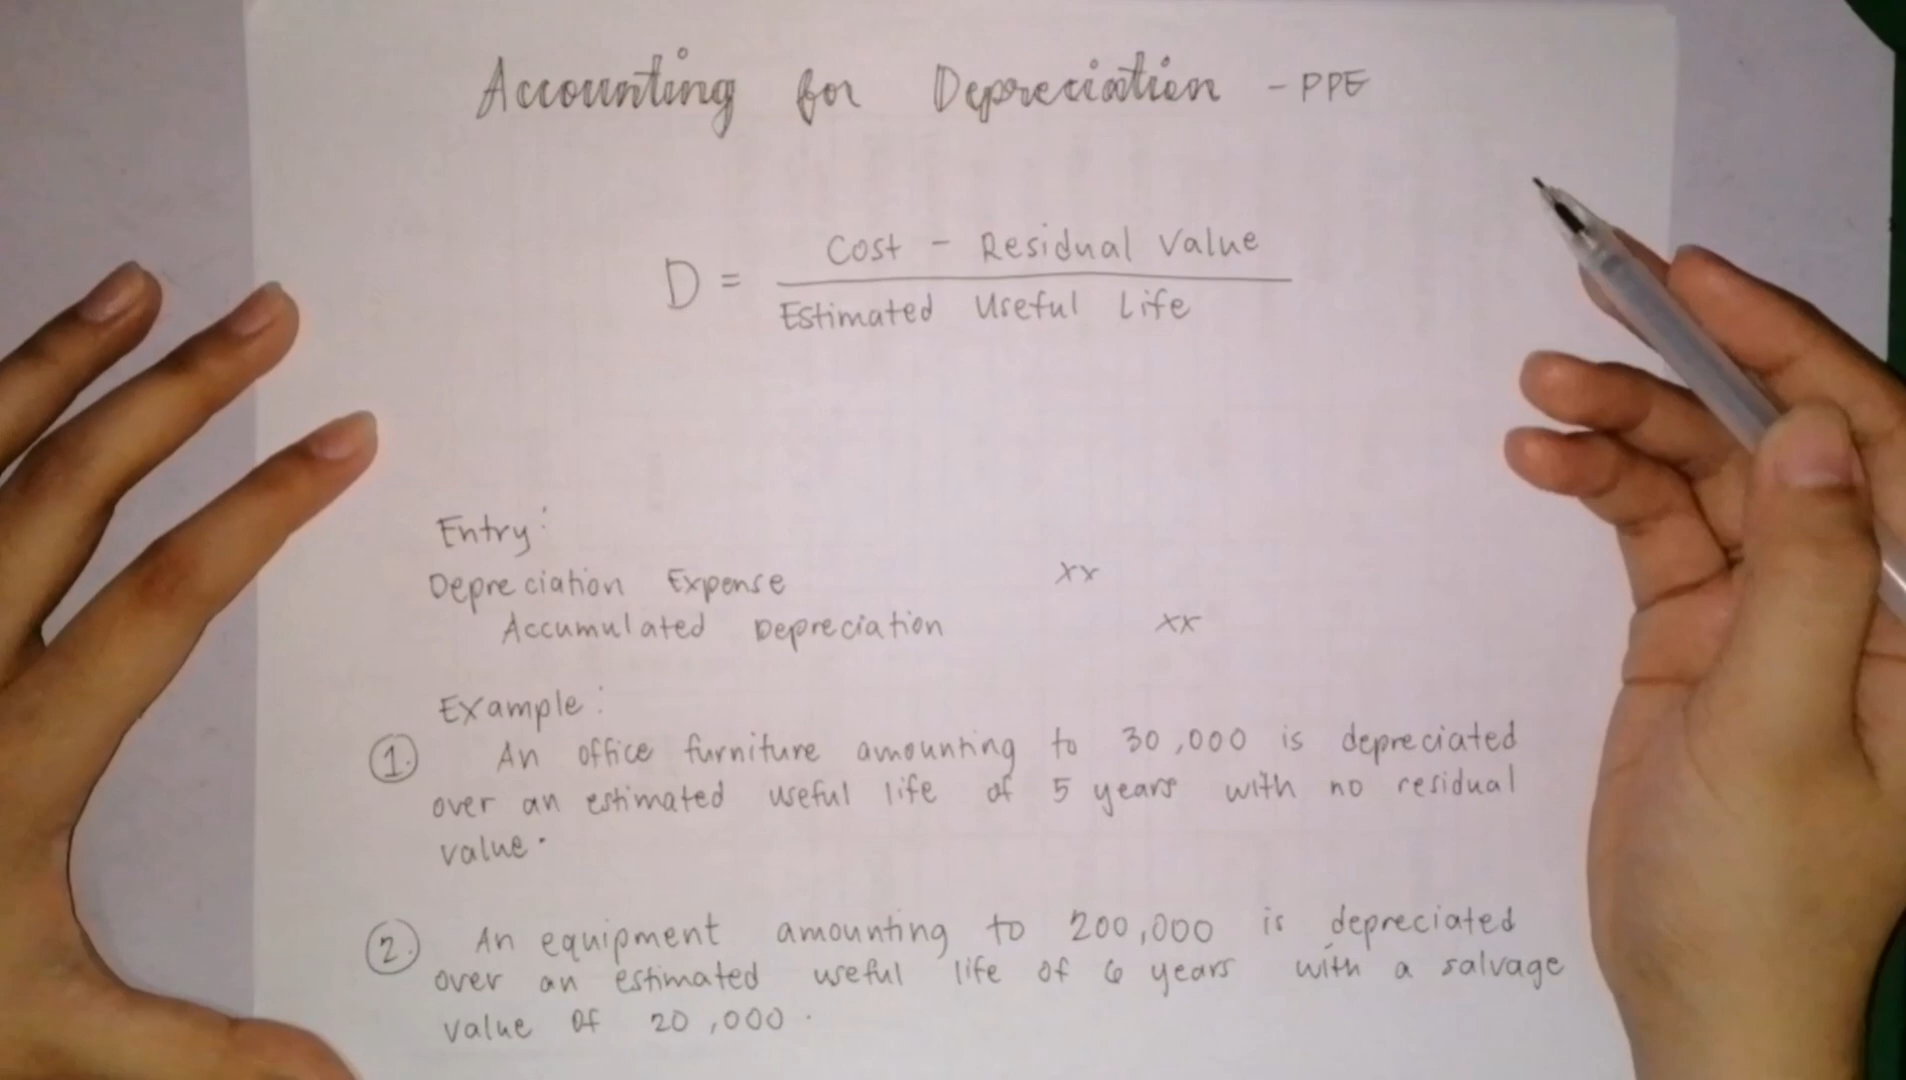 Accounting for Depreciation - PPE
D = Cost - Residual Value
Estimated Useful Life
Entry:
Depreciation Expense xx
Accumulated Depreciation xx
Example:
1. An office furniture amounting to 30,000 is depreciated
over an estimated useful life of 5 years with no residual
value.
2. An equipment amounting to 200,000 is depreciated
over an estimated useful life of 6 years with a salvage
value of 20,000.